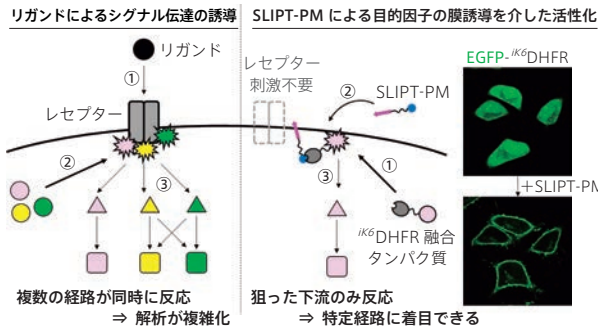 リガンドによるシグナル伝達の誘導
リガンド
①
レセプター
②
③
複数の経路が同時に反応
⇒ 解析が複雑化
SLIPT-PM による目的因子の膜誘導を介した活性化
レセプター
刺激不要
②
SLIPT-PM
①
③
iK6DHFR 融合
タンパク質
狙った下流のみ反応
⇒ 特定経路に着目できる
EGFP-iK6DHFR
+SLIPT-PM